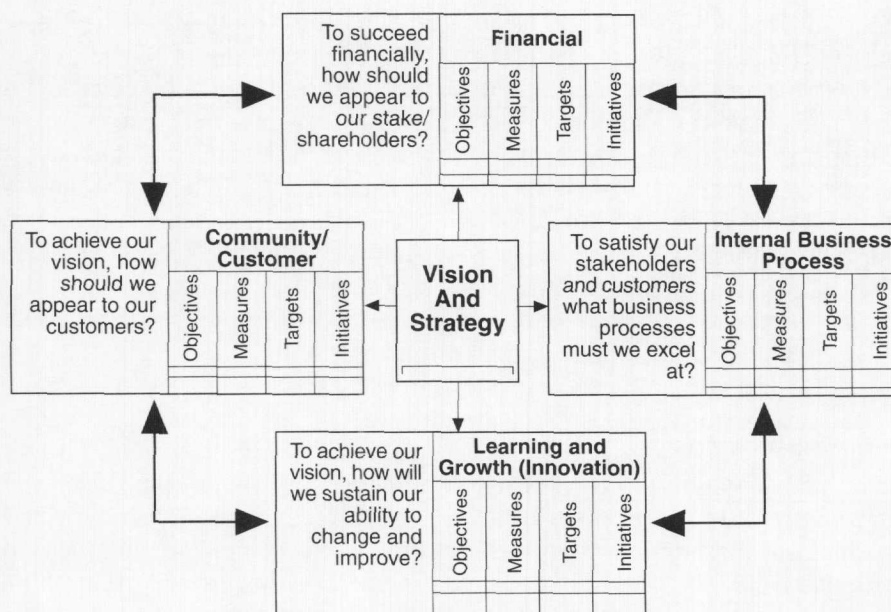 To succeed
financially,
how should
we appear to
our stake/
shareholders?
Financial
Objectives
Measures
Targets
Initiatives
To achieve our
vision, how
should we
appear to our
customers?
Community/
Customer
Objectives
Measures
Targets
Initiatives
Vision
And
Strategy
To satisfy our
stakeholders
and customers
what business
processes
must we excel
at?
Internal Business
Process
Objectives
Measures
Targets
Initiatives
To achieve our
vision, how will
we sustain our
ability to
change and
improve?
Learning and
Growth (Innovation)
Objectives
Measures
Targets
Initiatives